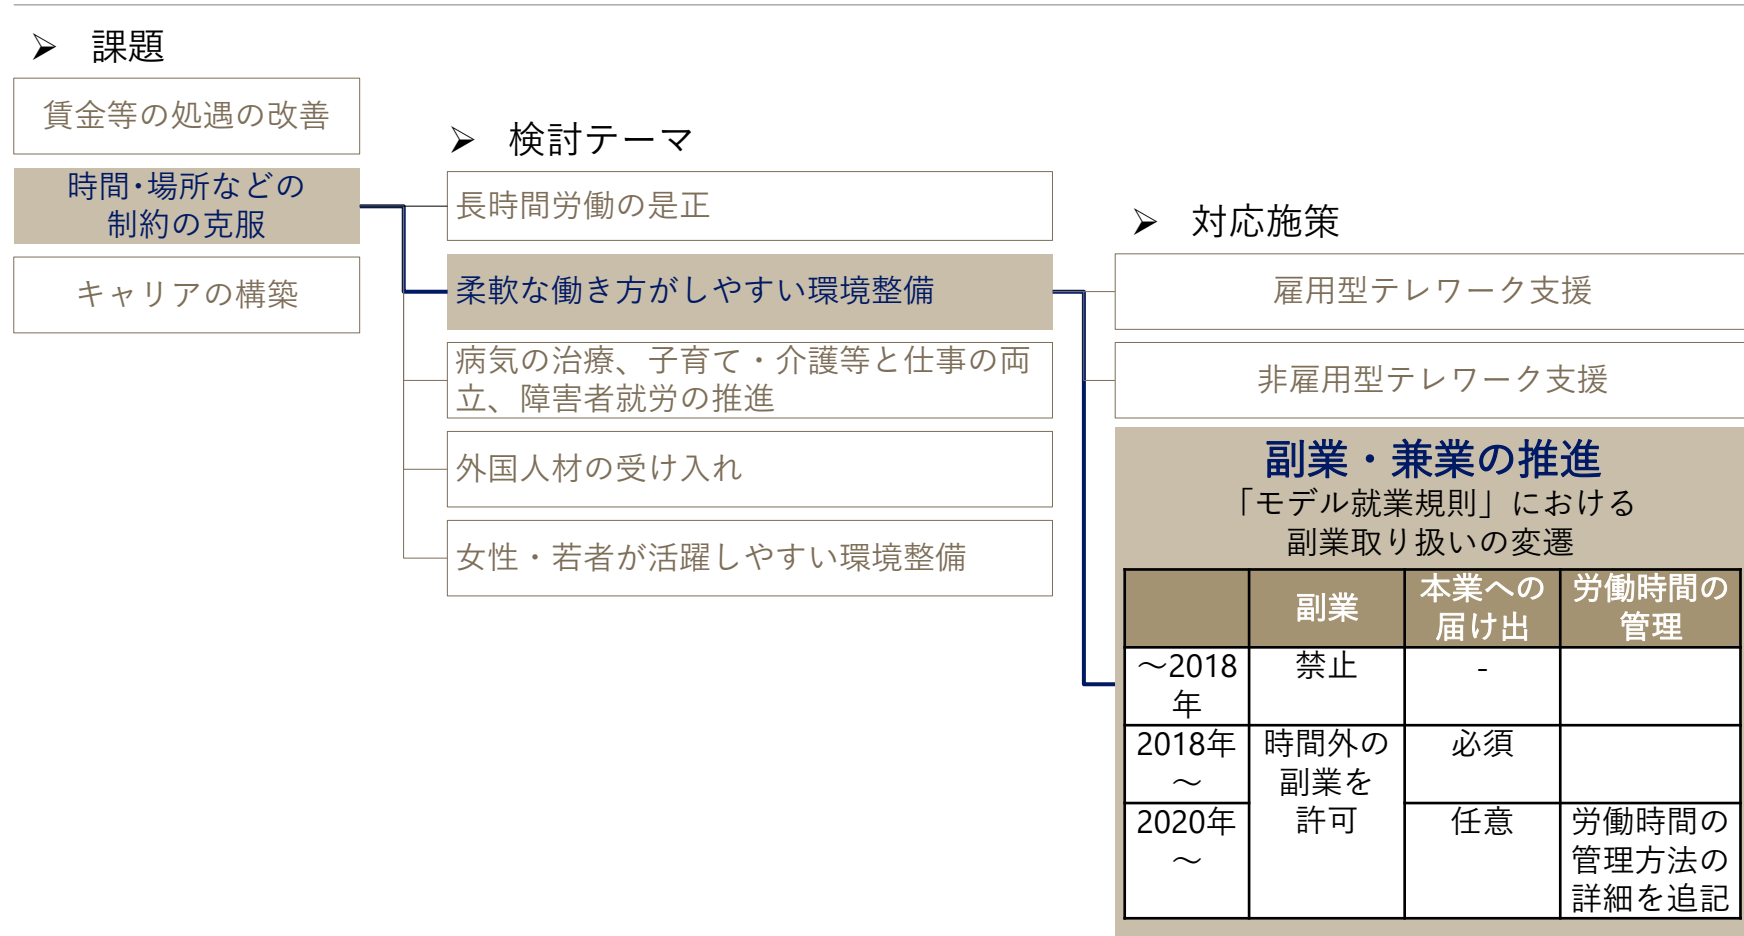 ➢ 課題
賃金等の処遇の改善
時間･場所などの
制約の克服
キャリアの構築
➢ 検討テーマ
長時間労働の是正
柔軟な働き方がしやすい環境整備
病気の治療、子育て・介護等と仕事の両
立、障害者就労の推進
外国人材の受け入れ
女性・若者が活躍しやすい環境整備
➢ 対応施策
雇用型テレワーク支援
非雇用型テレワーク支援
副業・兼業の推進
「モデル就業規則」における
副業取り扱いの変遷
副業
本業への
届け出
労働時間の
管理
～2018
年
禁止
-
2018年
～
時間外の
副業を
許可
必須
2020年
～
任意
労働時間の
管理方法の
詳細を追記